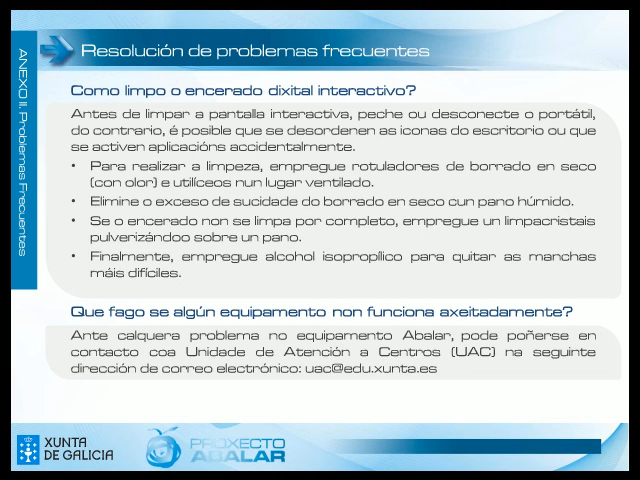 Resolución de problemas frecuentes
ANEXO II. Problemas Frecuentes
Como limpo o encerado dixital interactivo?
Antes de limpar a pantalla interactiva, peche ou desconecte o portátil,
do contrario, é posible que se desordenen as iconas do escritorio ou que
se activen aplicacións accidentalmente.
• Para realizar a limpeza, empregue rotuladores de borrado en seco
(con olor) e utilíceos nun lugar ventilado.
• Elimine o exceso de sucidade do borrado en seco cun pano húmido.
• Se o encerado non se limpa por completo, empregue un limpacristais
pulverizándoo sobre un pano.
• Finalmente, empregue alcohol isopropílico para quitar as manchas
máis difíciles.
Que fago se algún equipamento non funciona axeitadamente?
Ante calquera problema no equipamento Abalar, pode poñerse en
contacto coa Unidade de Atención a Centros (UAC) na seguinte
dirección de correo electrónico: uac@edu.xunta.es
XUNTA
DE GALICIA
PROXECTO
ABALAR